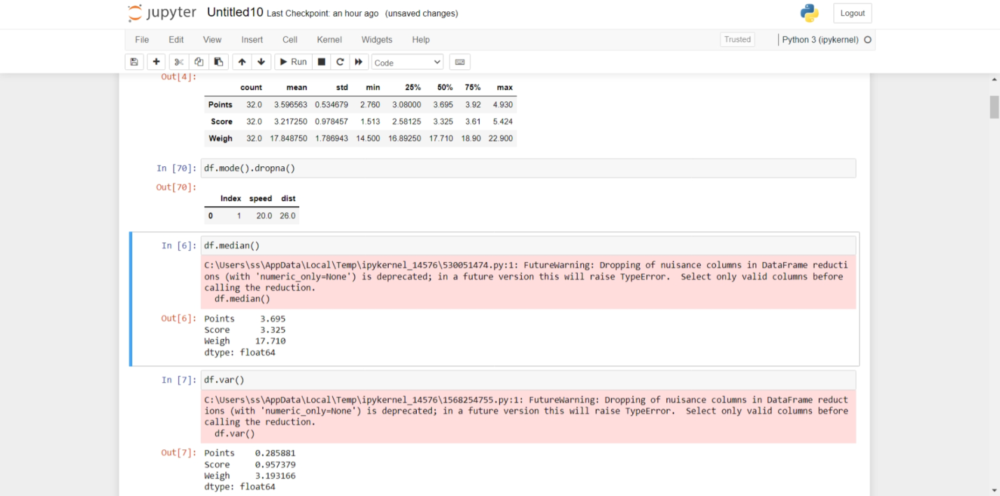 jupyter Untitled10 Last Checkpoint: an hour ago (unsaved changes)
Logout
File Edit View Insert Cell Kernel Widgets Help Trusted Python 3 (ipykernel)
Run Code
Out[4]:
count mean std min 25% 50% 75% max
Points 32.0 3.596563 0.534679 2.760 3.08000 3.695 3.92 4.930
Score 32.0 3.217250 0.978457 1.513 2.58125 3.325 3.61 5.424
Weigh 32.0 17.848750 1.786943 14.500 16.89250 17.710 18.90 22.900
In [70]: df.mode().dropna()
Out[70]:
Index speed dist
0 1 20.0 26.0
In [6]: df.median()
C:\Users\ss\AppData\Local\Temp\ipykernel_14576\530051474.py:1: FutureWarning: Dropping of nuisance columns in DataFrame reducti
ons (with 'numeric_only=None') is deprecated; in a future version this will raise TypeError.  Select only valid columns before
calling the reduction.
df.median()
Out[6]: Points 3.695
Score 3.325
Weigh 17.710
dtype: float64
In [7]: df.var()
C:\Users\ss\AppData\Local\Temp\ipykernel_14576\1568254755.py:1: FutureWarning: Dropping of nuisance columns in DataFrame reduct
ions (with 'numeric_only=None') is deprecated; in a future version this will raise TypeError.  Select only valid columns before
calling the reduction.
df.var()
Out[7]: Points 0.285881
Score 0.957379
Weigh 3.193166
dtype: float64